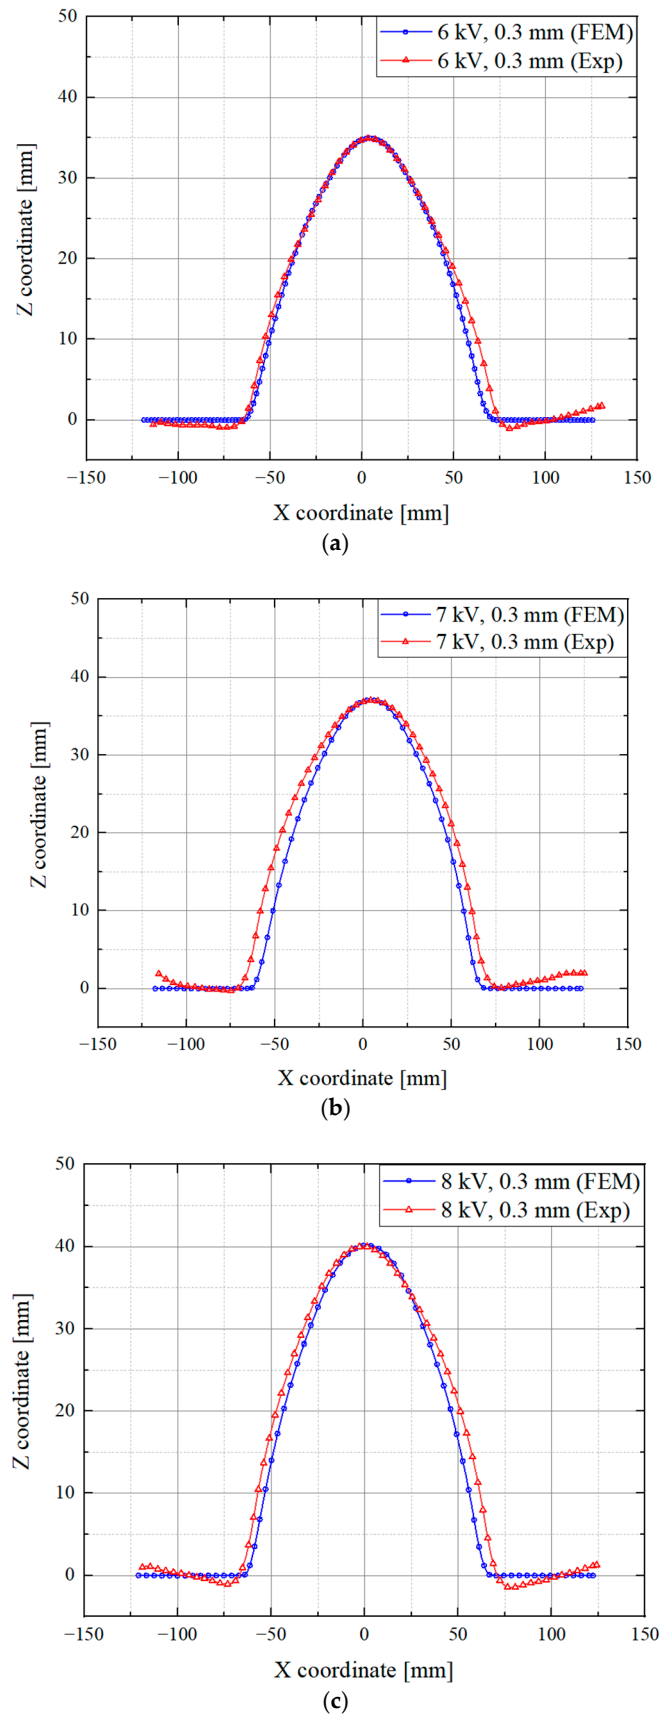 50
40
30
20
10
0
Z coordinate [mm]
6 kV, 0.3 mm (FEM)
6 kV, 0.3 mm (Exp)
−150 −100 −50 0 50 100 150
X coordinate [mm]
(a)
50
40
30
20
10
0
Z coordinate [mm]
7 kV, 0.3 mm (FEM)
7 kV, 0.3 mm (Exp)
−150 −100 −50 0 50 100 150
X coordinate [mm]
(b)
50
40
30
20
10
0
Z coordinate [mm]
8 kV, 0.3 mm (FEM)
8 kV, 0.3 mm (Exp)
−150 −100 −50 0 50 100 150
X coordinate [mm]
(c)